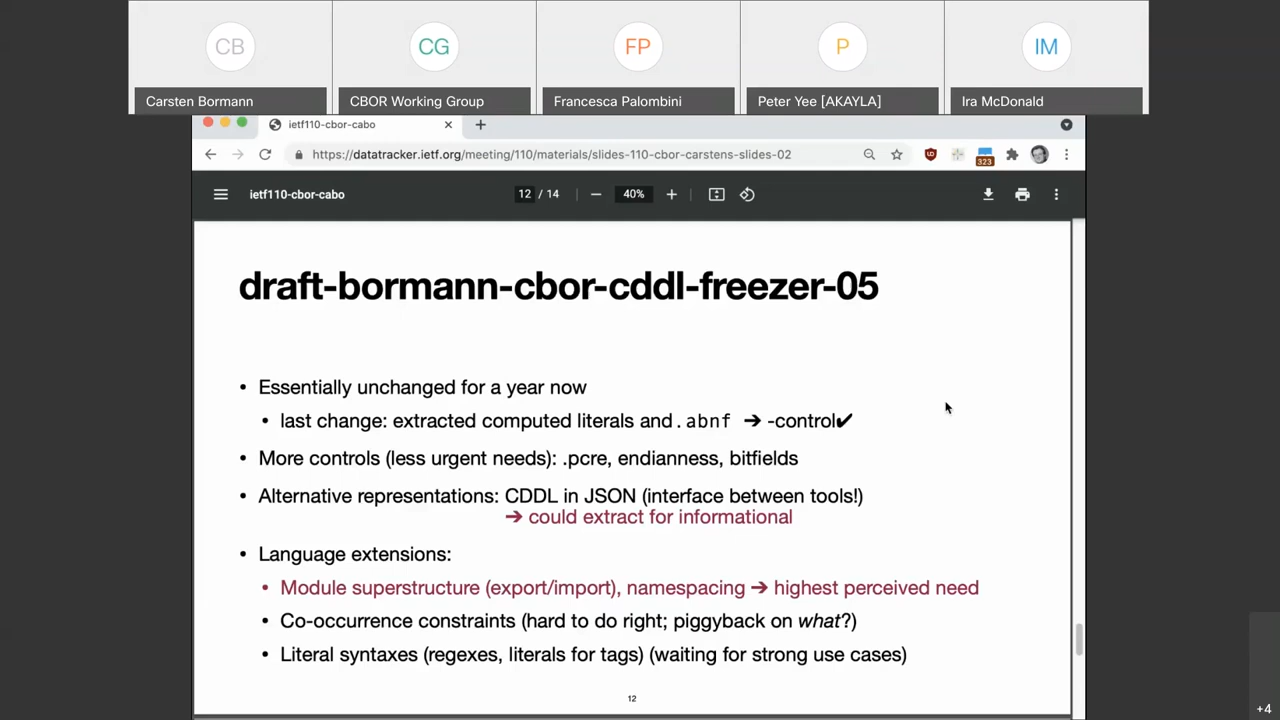 CB
CG
FP
P
IM
Carsten Bormann
CBOR Working Group
Francesca Palombini
Peter Yee [AKAYLA]
Ira McDonald
ietf110-cbor-cabo
https://datatracker.ietf.org/meeting/110/materials/slides-110-cbor-carstens-slides-02
323
ietf110-cbor-cabo
12 / 14
40%
draft-bormann-cbor-cddl-freezer-05
• Essentially unchanged for a year now
• last change: extracted computed literals and .abnf ➔ -control✔
• More controls (less urgent needs): .pcre, endianness, bitfields
• Alternative representations: CDDL in JSON (interface between tools!)
➔ could extract for informational
• Language extensions:
• Module superstructure (export/import), namespacing ➔ highest perceived need
• Co-occurrence constraints (hard to do right; piggyback on what?)
• Literal syntaxes (regexes, literals for tags) (waiting for strong use cases)
12
+4